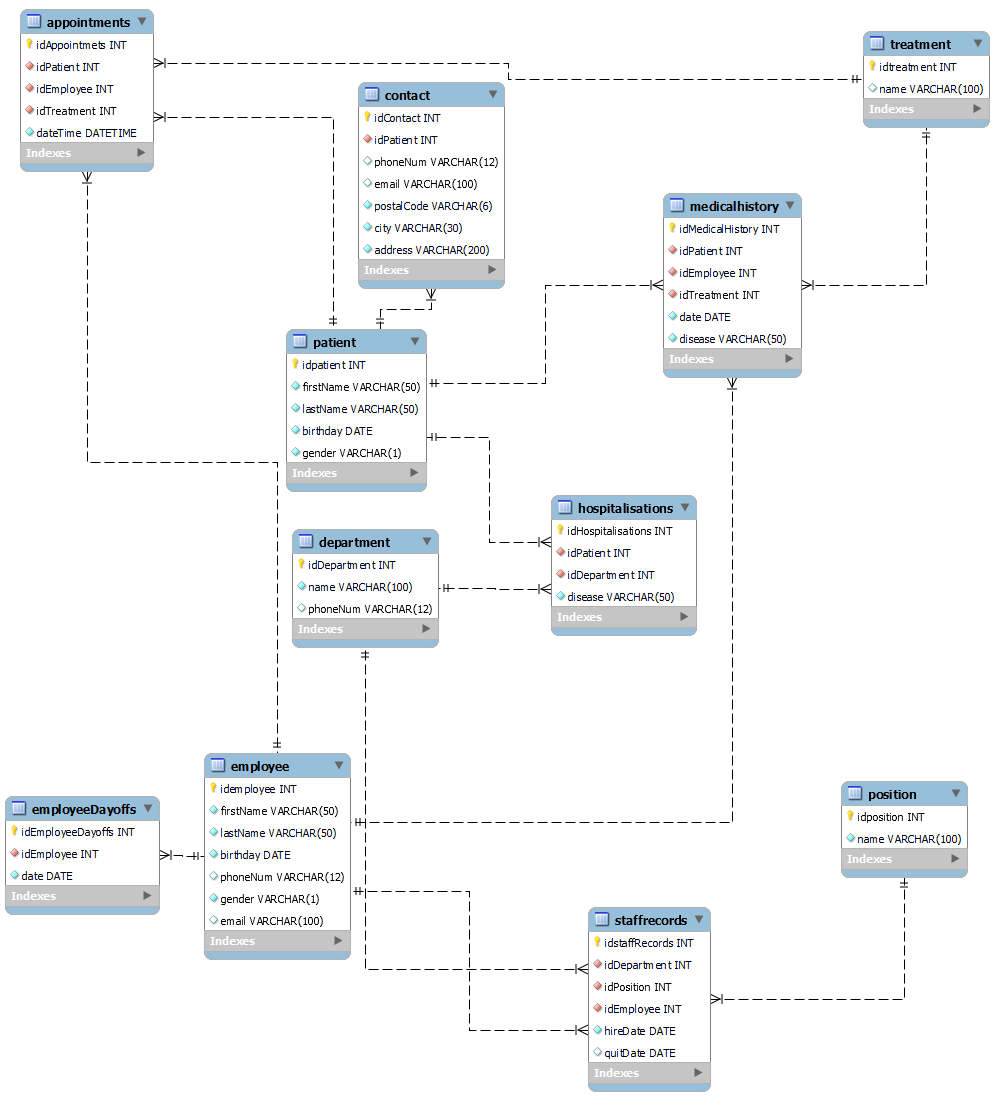 appointments
idAppointmets INT
idPatient INT
idEmployee INT
idTreatment INT
dateTime DATETIME
Indexes
treatment
idtreatment INT
name VARCHAR(100)
Indexes
contact
idContact INT
idPatient INT
phoneNum VARCHAR(12)
email VARCHAR(100)
postalCode VARCHAR(6)
city VARCHAR(30)
address VARCHAR(200)
Indexes
medicalhistory
idMedicalHistory INT
idPatient INT
idEmployee INT
idTreatment INT
date DATE
disease VARCHAR(50)
Indexes
patient
idpatient INT
firstName VARCHAR(50)
lastName VARCHAR(50)
birthday DATE
gender VARCHAR(1)
Indexes
hospitalisations
idHospitalisations INT
idPatient INT
idDepartment INT
disease VARCHAR(50)
Indexes
department
idDepartment INT
name VARCHAR(100)
phoneNum VARCHAR(12)
Indexes
employee
idemployee INT
firstName VARCHAR(50)
lastName VARCHAR(50)
birthday DATE
phoneNum VARCHAR(12)
gender VARCHAR(1)
email VARCHAR(100)
Indexes
employeeDayoffs
idEmployeeDayoffs INT
idEmployee INT
date DATE
Indexes
position
idposition INT
name VARCHAR(100)
Indexes
staffrecords
idstaffRecords INT
idDepartment INT
idPosition INT
idEmployee INT
hireDate DATE
quitDate DATE
Indexes